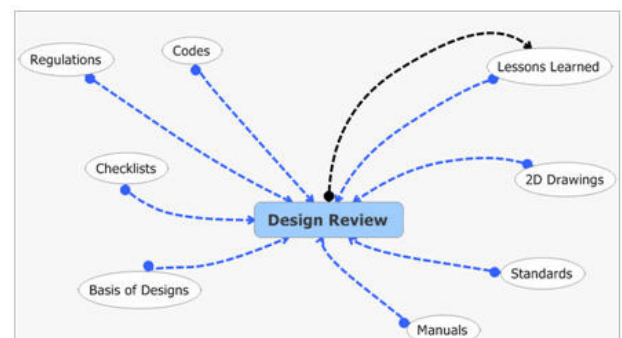 Codes
Regulations
Lessons Learned
Checklists
2D Drawings
Design Review
Standards
Basis of Designs
Manuals